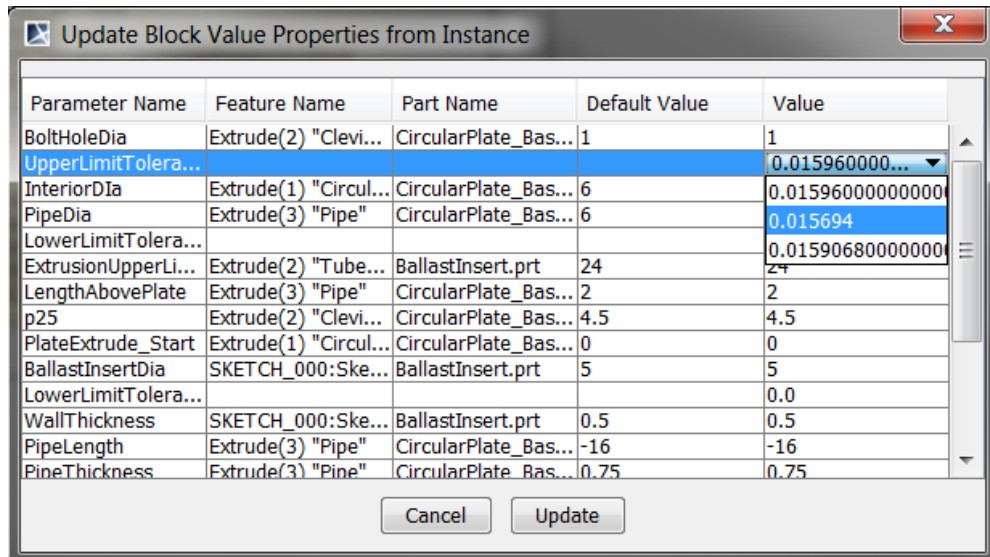 Update Block Value Properties from Instance
Parameter Name Feature Name Part Name Default Value Value
BoltHoleDia Extrude(2) "Clevi... CircularPlate_Bas... 1 1
UpperLimitTolera... 0.015960000...
InteriorDIa Extrude(1) "Circul... CircularPlate_Bas... 6 0.015960000000000
PipeDia Extrude(3) "Pipe" CircularPlate_Bas... 6 0.015694
LowerLimitTolera... 0.015906800000000
ExtrusionUpperLi... Extrude(2) "Tube... BallastInsert.prt 24 24
LengthAbovePlate Extrude(3) "Pipe" CircularPlate_Bas... 2 2
p25 Extrude(2) "Clevi... CircularPlate_Bas... 4.5 4.5
PlateExtrude_Start Extrude(1) "Circul... CircularPlate_Bas... 0 0
BallastInsertDia SKETCH_000:Ske... BallastInsert.prt 5 5
LowerLimitTolera... 0.0
WallThickness SKETCH_000:Ske... BallastInsert.prt 0.5 0.5
PipeLength Extrude(3) "Pipe" CircularPlate_Bas... -16 -16
PipeThickness Extrude(3) "Pipe" CircularPlate_Bas... 0.75 0.75
Cancel Update